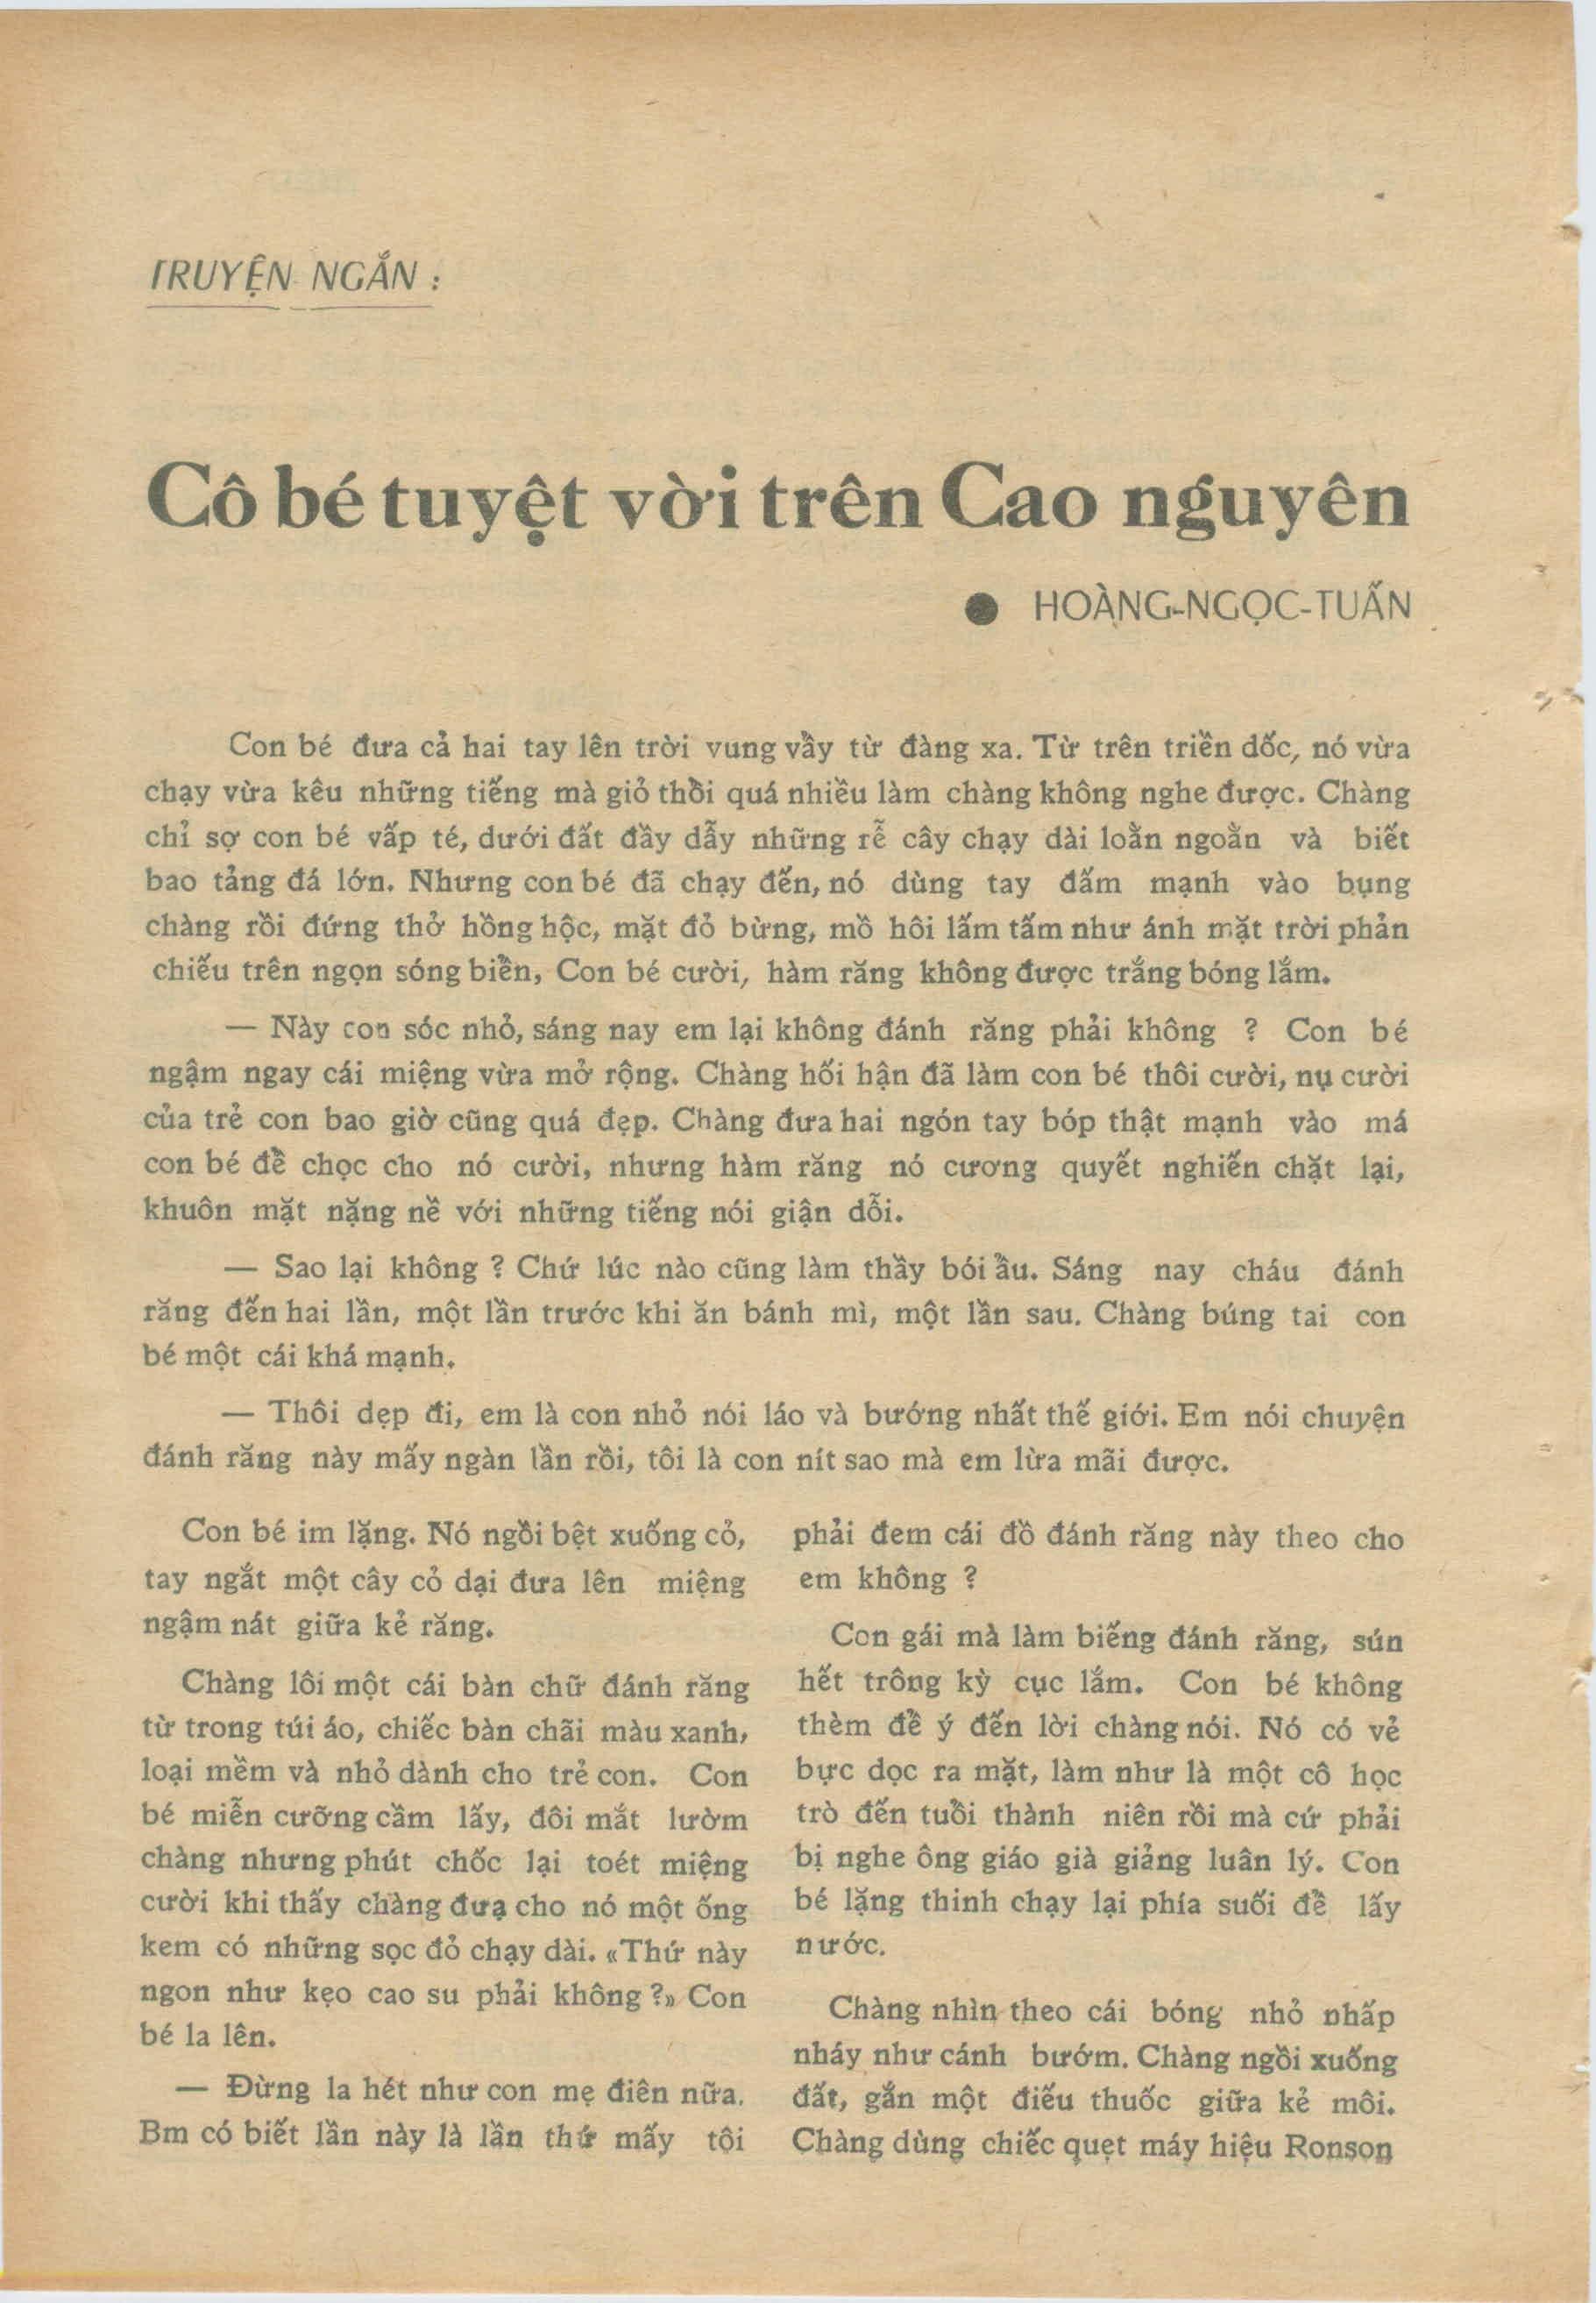 TRUYỆN NGẮN :
Cô bé tuyệt vời trên Cao nguyên
● HOÀNG-NGỌC-TUẤN
Con bé đưa cả hai tay lên trời vung vầy từ đàng xa. Từ trên triền dốc, nó vừa
chạy vừa kêu những tiếng mà gió thổi quá nhiều làm chàng không nghe được. Chàng
chỉ sợ con bé vấp té, dưới đất đầy dẫy những rễ cây chạy dài loằn ngoằn và biết
bao tảng đá lớn. Nhưng con bé đã chạy đến, nó dùng tay đấm mạnh vào bụng
chàng rồi đứng thở hồng hộc, mặt đỏ bừng, mồ hôi lấm tấm như ánh mặt trời phản
chiếu trên ngọn sóng biển, Con bé cười, hàm răng không được trắng bóng lắm.
— Này con sóc nhỏ, sáng nay em lại không đánh răng phải không ? Con bé
ngậm ngay cái miệng vừa mở rộng. Chàng hối hận đã làm con bé thôi cười, nụ cười
của trẻ con bao giờ cũng quá đẹp. Chàng đưa hai ngón tay bóp thật mạnh vào má
con bé để chọc cho nó cười, nhưng hàm răng nó cương quyết nghiến chặt lại,
khuôn mặt nặng nề với những tiếng nói giận dỗi.
— Sao lại không ? Chứ lúc nào cũng làm thầy bói ẩu. Sáng nay cháu đánh
răng đến hai lần, một lần trước khi ăn bánh mì, một lần sau. Chàng búng tai con
bé một cái khá mạnh.
— Thôi dẹp đi, em là con nhỏ nói láo và bướng nhất thế giới. Em nói chuyện
đánh răng này mấy ngàn lần rồi, tôi là con nít sao mà em lừa mãi được.
Con bé im lặng. Nó ngồi bệt xuống cỏ,
tay ngắt một cây cỏ dại đưa lên miệng
ngậm nát giữa kẻ răng.
Chàng lôi một cái bàn chữ đánh răng
từ trong túi áo, chiếc bàn chãi màu xanh,
loại mềm và nhỏ dành cho trẻ con. Con
bé miễn cưỡng cầm lấy, đôi mắt lườm
chàng nhưng phút chốc lại toét miệng
cười khi thấy chàng đưạ cho nó một ống
kem có những sọc đỏ chạy dài. «Thứ này
ngon như kẹo cao su phải không ?» Con
bé la lên.
— Đừng la hét như con mẹ điên nữa.
Bm có biết lần này là lần thứ mấy tôi
phải đem cái đồ đánh răng này theo cho
em không ?
Con gái mà làm biếng đánh răng, sún
hết trông kỳ cục lắm. Con bé không
thèm để ý đến lời chàng nói. Nó có vẻ
bực dọc ra mặt, làm như là một cô học
trò đến tuổi thành niên rồi mà cứ phải
bị nghe ông giáo già giảng luân lý. Con
bé lặng thinh chạy lại phía suối để lấy
nước.
Chàng nhìn theo cái bóng nhỏ nhấp
nháy như cánh bướm. Chàng ngồi xuống
đất, gắn một điếu thuốc giữa kẻ môi.
Chàng dùng chiếc quẹt máy hiệu Ronson